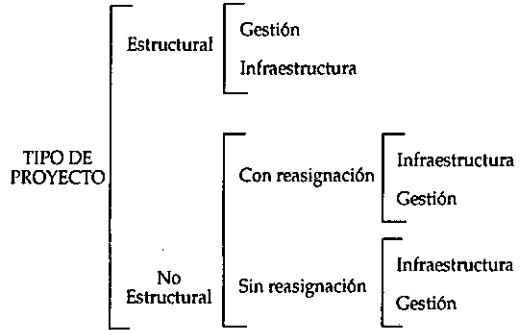 Estructural
Gestión
Infraestructura
TIPO DE
PROYECTO
Con reasignación
Infraestructura
Gestión
No
Estructural
Sin reasignación
Infraestructura
Gestión